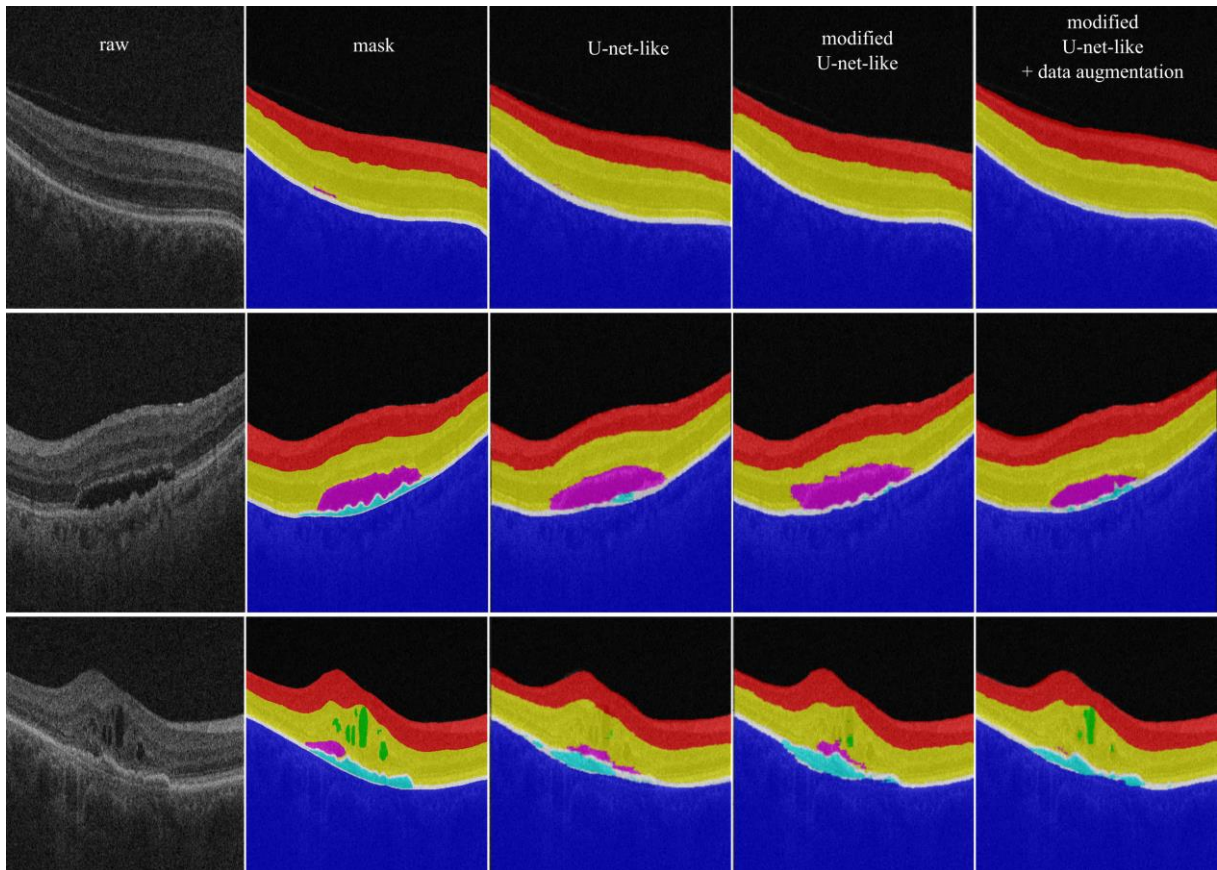 raw
mask
U-net-like
modified
U-net-like
modified
U-net-like
+ data augmentation